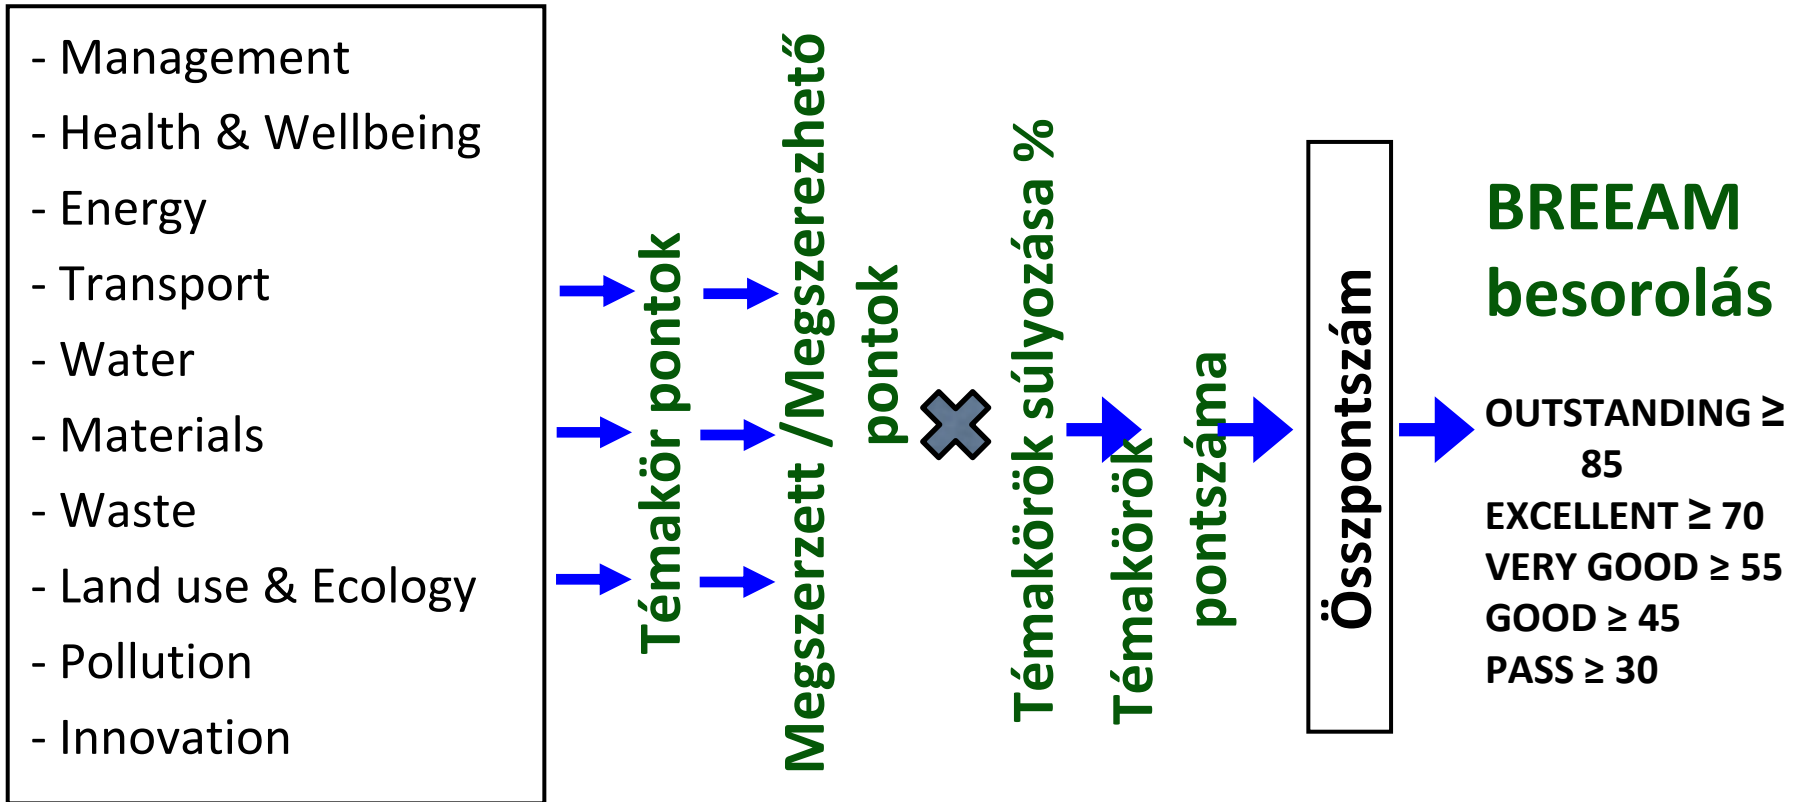 - Management
- Health & Wellbeing
- Energy
- Transport
- Water
- Materials
- Waste
- Land use & Ecology
- Pollution
- Innovation
Témakör pontok
Megszerzett /Megszerezhető
pontok
Témakörök súlyozása %
Témakörök
pontszáma
Összpontszám
BREEAM
besorolás
OUTSTANDING ≥
85
EXCELLENT ≥ 70
VERY GOOD ≥ 55
GOOD ≥ 45
PASS ≥ 30